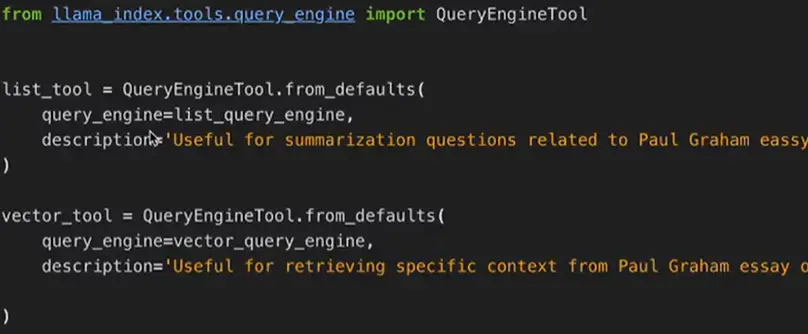 from llama_index.tools.query_engine import QueryEngineTool
list_tool = QueryEngineTool.from_defaults(
query_engine=list_query_engine,
description='Useful for summarization questions related to Paul Graham eassy
)
vector_tool = QueryEngineTool.from_defaults(
query_engine=vector_query_engine,
description='Useful for retrieving specific context from Paul Graham essay o
)